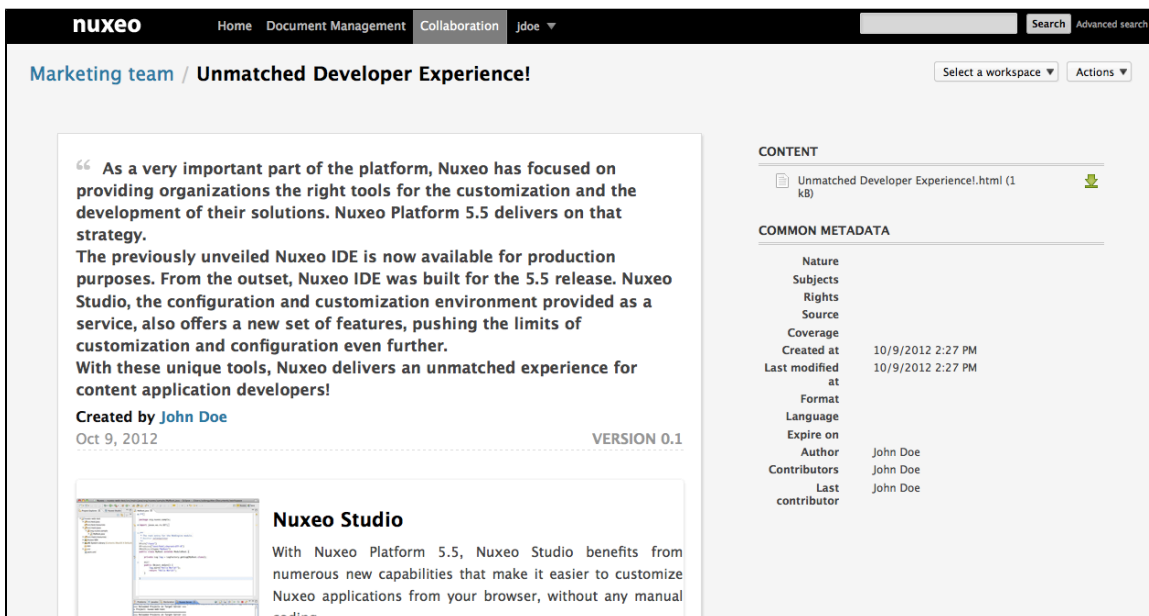 nuxeo Home Document Management Collaboration jdoe Search Advanced search
Marketing team / Unmatched Developer Experience! Select a workspace Actions
“ As a very important part of the platform, Nuxeo has focused on
providing organizations the right tools for the customization and the
development of their solutions. Nuxeo Platform 5.5 delivers on that
strategy.
The previously unveiled Nuxeo IDE is now available for production
purposes. From the outset, Nuxeo IDE was built for the 5.5 release. Nuxeo
Studio, the configuration and customization environment provided as a
service, also offers a new set of features, pushing the limits of
customization and configuration even further.
With these unique tools, Nuxeo delivers an unmatched experience for
content application developers!
Created by John Doe
Oct 9, 2012 VERSION 0.1
Nuxeo Studio
With Nuxeo Platform 5.5, Nuxeo Studio benefits from
numerous new capabilities that make it easier to customize
Nuxeo applications from your browser, without any manual
CONTENT
Unmatched Developer Experience!.html (1
kB)
COMMON METADATA
Nature
Subjects
Rights
Source
Coverage
Created at 10/9/2012 2:27 PM
Last modified 10/9/2012 2:27 PM
at
Format
Language
Expire on
Author John Doe
Contributors John Doe
Last John Doe
contributor